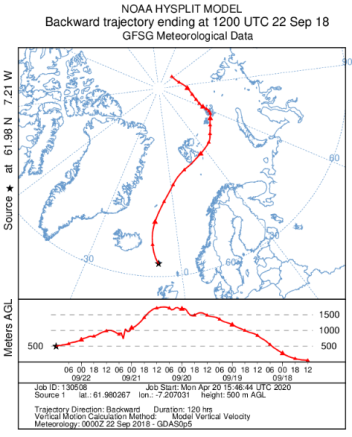 NOAA HYSPLIT MODEL
Backward trajectory ending at 1200 UTC 22 Sep 18
GFSG Meteorological Data
Source ★ at 61.98 N 7.21 W
90
60
-30
0
60
30
Meters AGL
500
1500
1000
500
06 00 18 12 06 00 18 12 06 00 18 12 06 00 18 12 06 00 18 12
09/22 09/21 09/20 09/19 09/18
Job ID: 130508 Job Start: Mon Apr 20 15:46:44 UTC 2020
Source 1 lat.: 61.980267 lon.: -7.207031 height: 500 m AGL
Trajectory Direction: Backward Duration: 120 hrs
Vertical Motion Calculation Method: Model Vertical Velocity
Meteorology: 0000Z 22 Sep 2018 - GDAS0p5